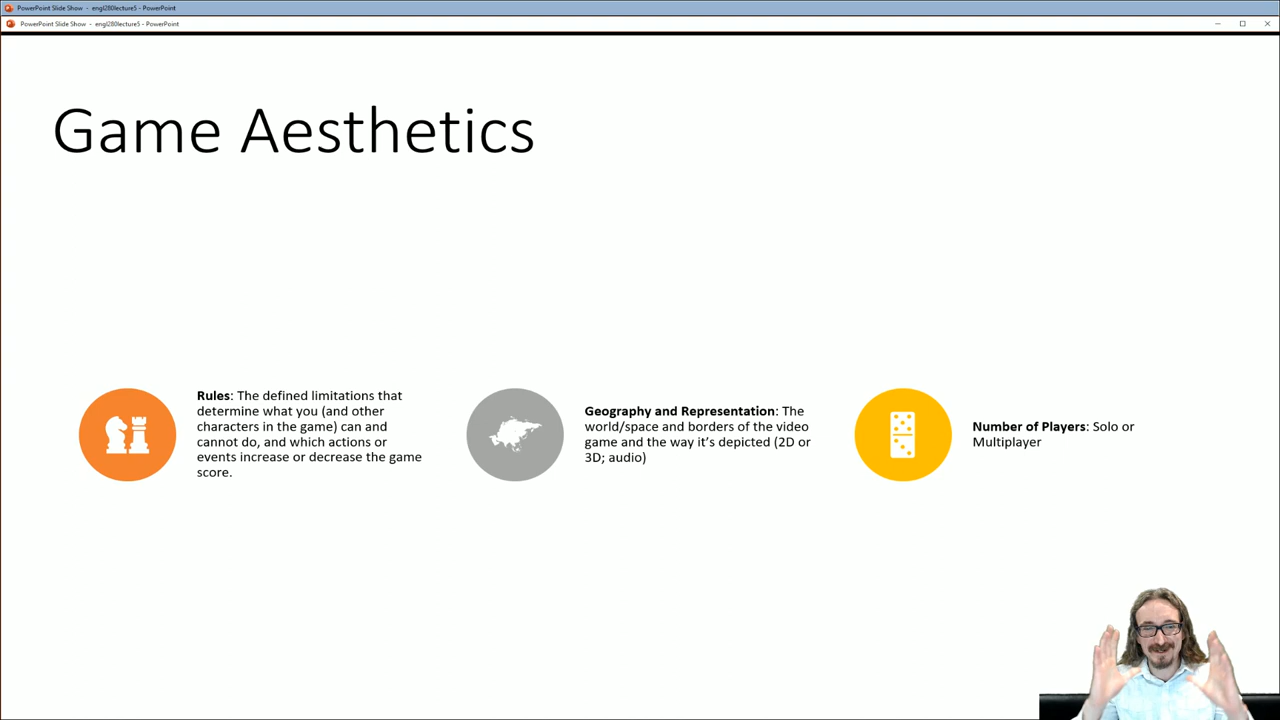 PowerPoint Slide Show - engl280lecture5 - PowerPoint
PowerPoint Slide Show - engl280lecture5 - PowerPoint
Game Aesthetics
Rules: The defined limitations that
determine what you (and other
characters in the game) can and
cannot do, and which actions or
events increase or decrease the game
score.
Geography and Representation: The
world/space and borders of the video
game and the way it's depicted (2D or
3D; audio)
Number of Players: Solo or
Multiplayer